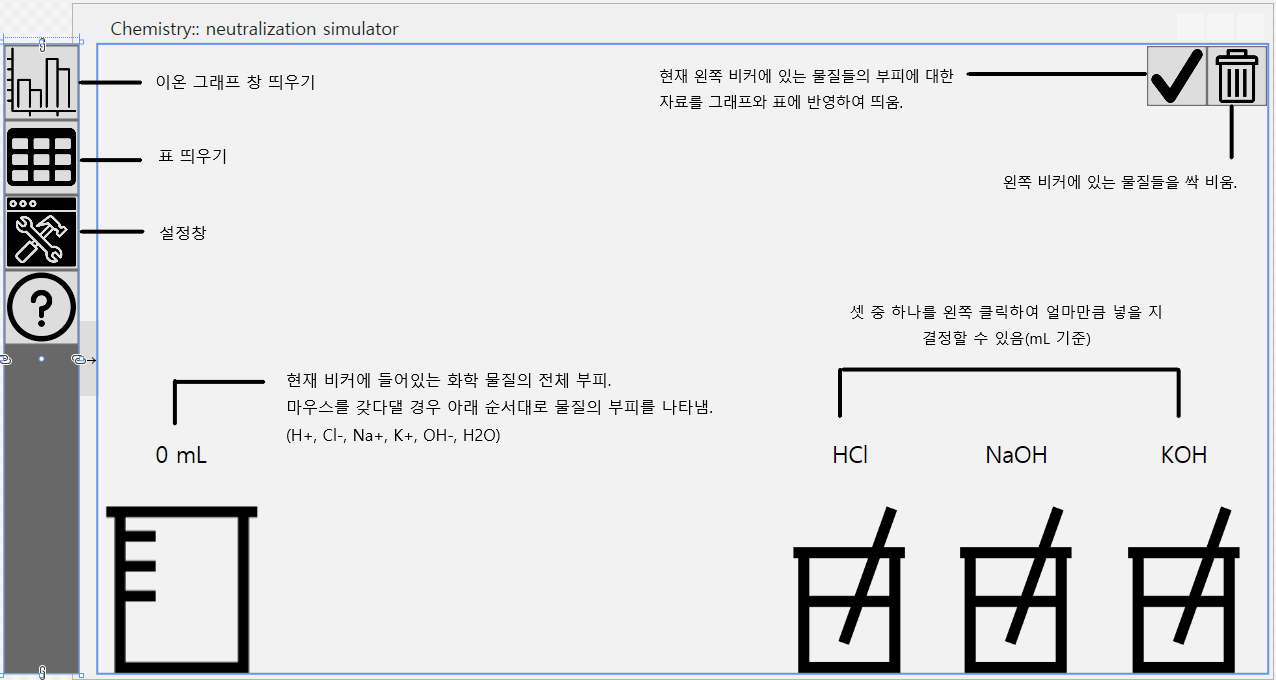 Chemistry:: neutralization simulator
이온 그래프 창 띄우기
현재 왼쪽 비커에 있는 물질들의 부피에 대한
자료를 그래프와 표에 반영하여 띄움.
표 띄우기
왼쪽 비커에 있는 물질들을 싹 비움.
설정창
?
셋 중 하나를 왼쪽 클릭하여 얼마만큼 넣을 지
결정할 수 있음(mL 기준)
현재 비커에 들어있는 화학 물질의 전체 부피.
마우스를 갖다댈 경우 아래 순서대로 물질의 부피를 나타냄.
(H+, Cl-, Na+, K+, OH-, H2O)
0 mL
HCl
NaOH
KOH